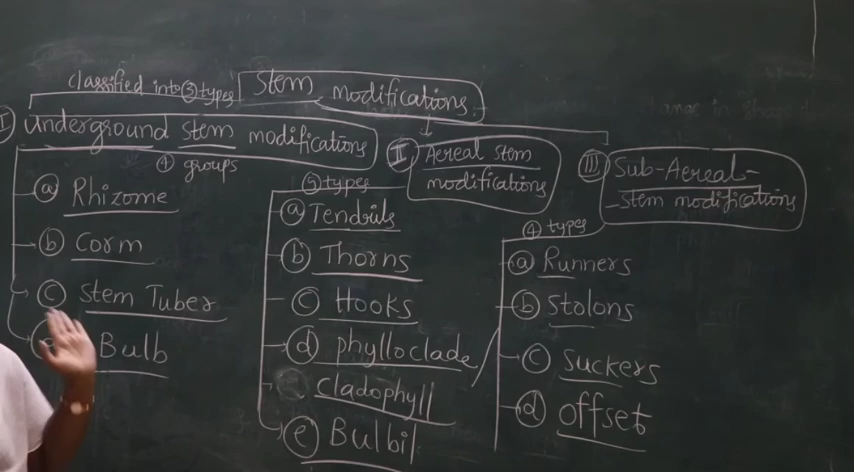 classified into ③ types
Stem modifications.
I underground stem modifications
④ groups
ⓐ Rhizome
ⓑ Corm
ⓒ Stem Tuber
Bulb
II Aereal stem
modifications
⑤ types
ⓐ Tendrils
ⓑ Thorns
ⓒ Hooks
ⓓ phylloclade
cladophyll
ⓔ Bulbil
III Sub-Aereal-
-stem modifications
④ types
ⓐ Runners
ⓑ Stolons
ⓒ Suckers
ⓓ offset